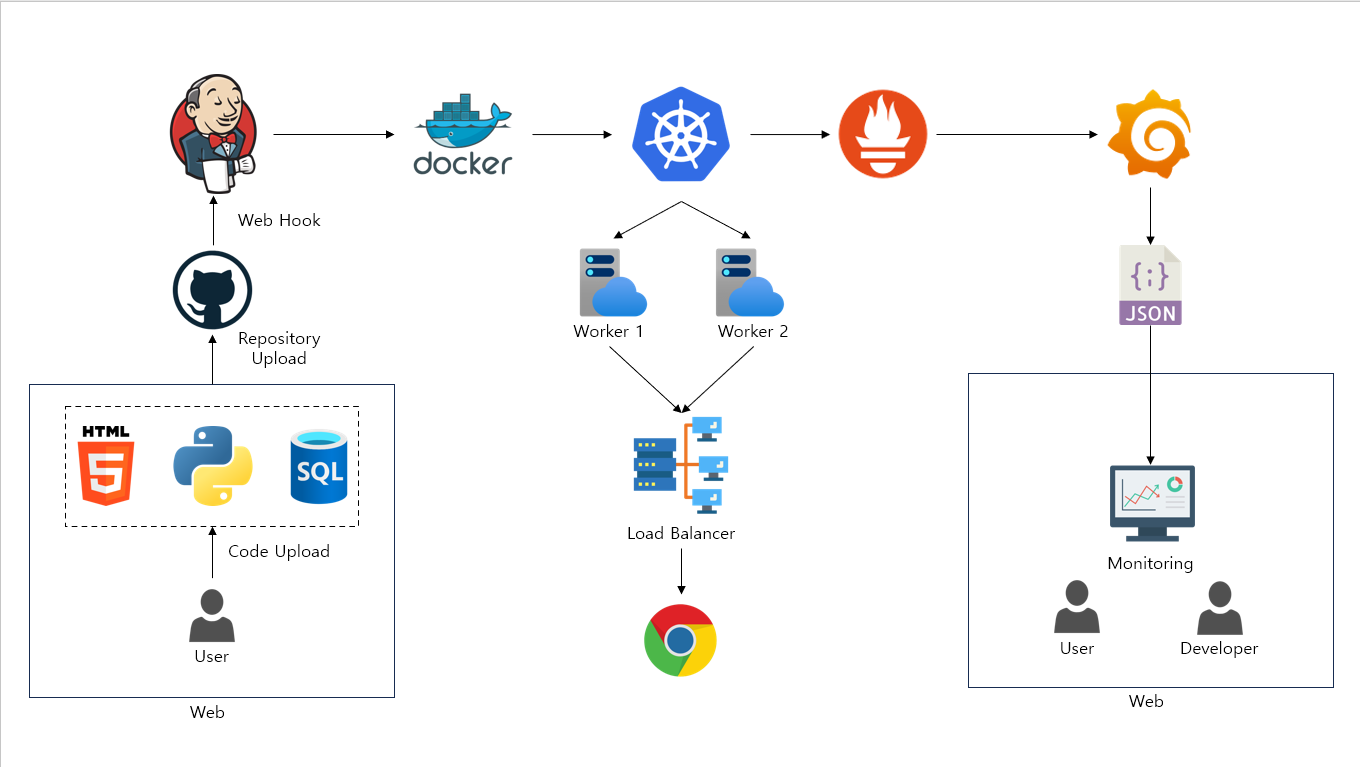 docker
Web Hook
Repository
Upload
HTML
5
SQL
Code Upload
User
Web
Worker 1
Worker 2
Load Balancer
{;}
JSON
Monitoring
User
Developer
Web